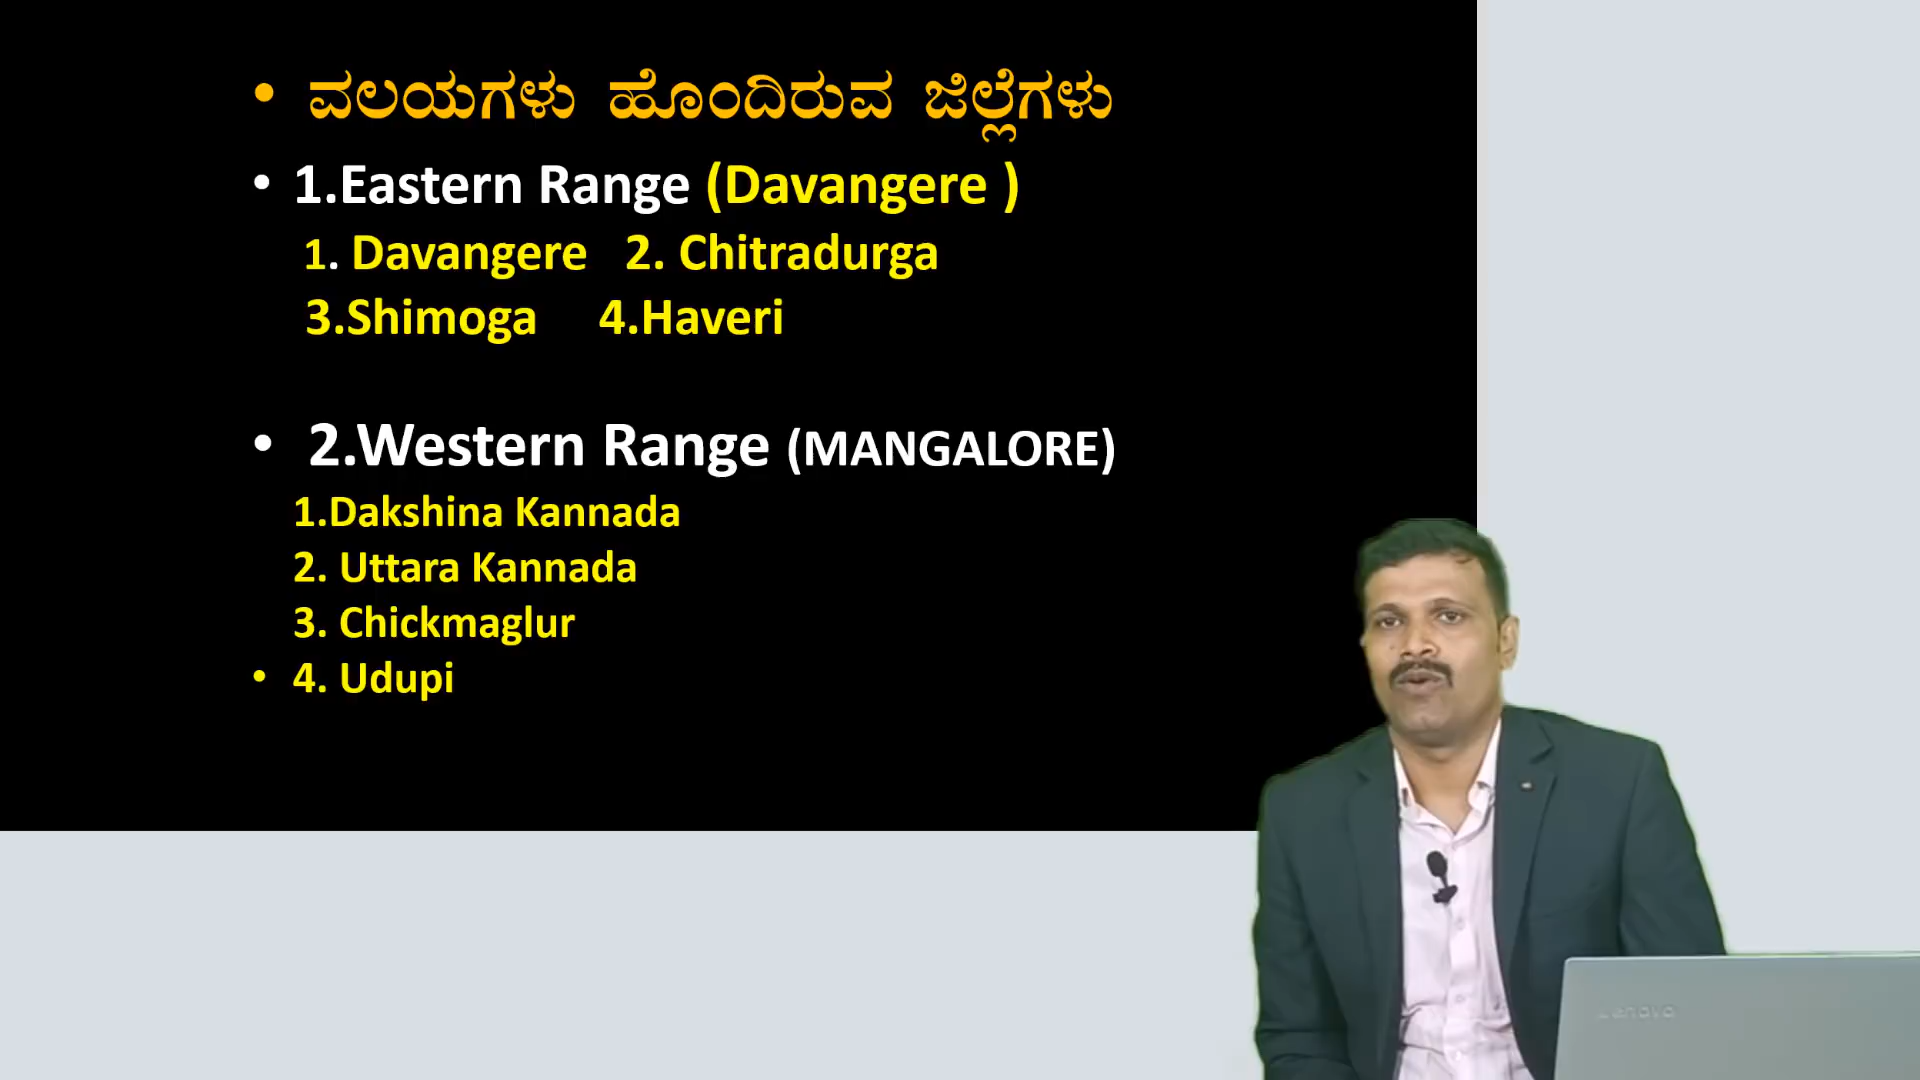 • ವಲಯಗಳು ಹೊಂದಿರುವ ಜಿಲ್ಲೆಗಳು
• 1.Eastern Range (Davangere )
1. Davangere 2. Chitradurga
3.Shimoga 4.Haveri
• 2.Western Range (MANGALORE)
1.Dakshina Kannada
2. Uttara Kannada
3. Chickmaglur
• 4. Udupi
Lenovo